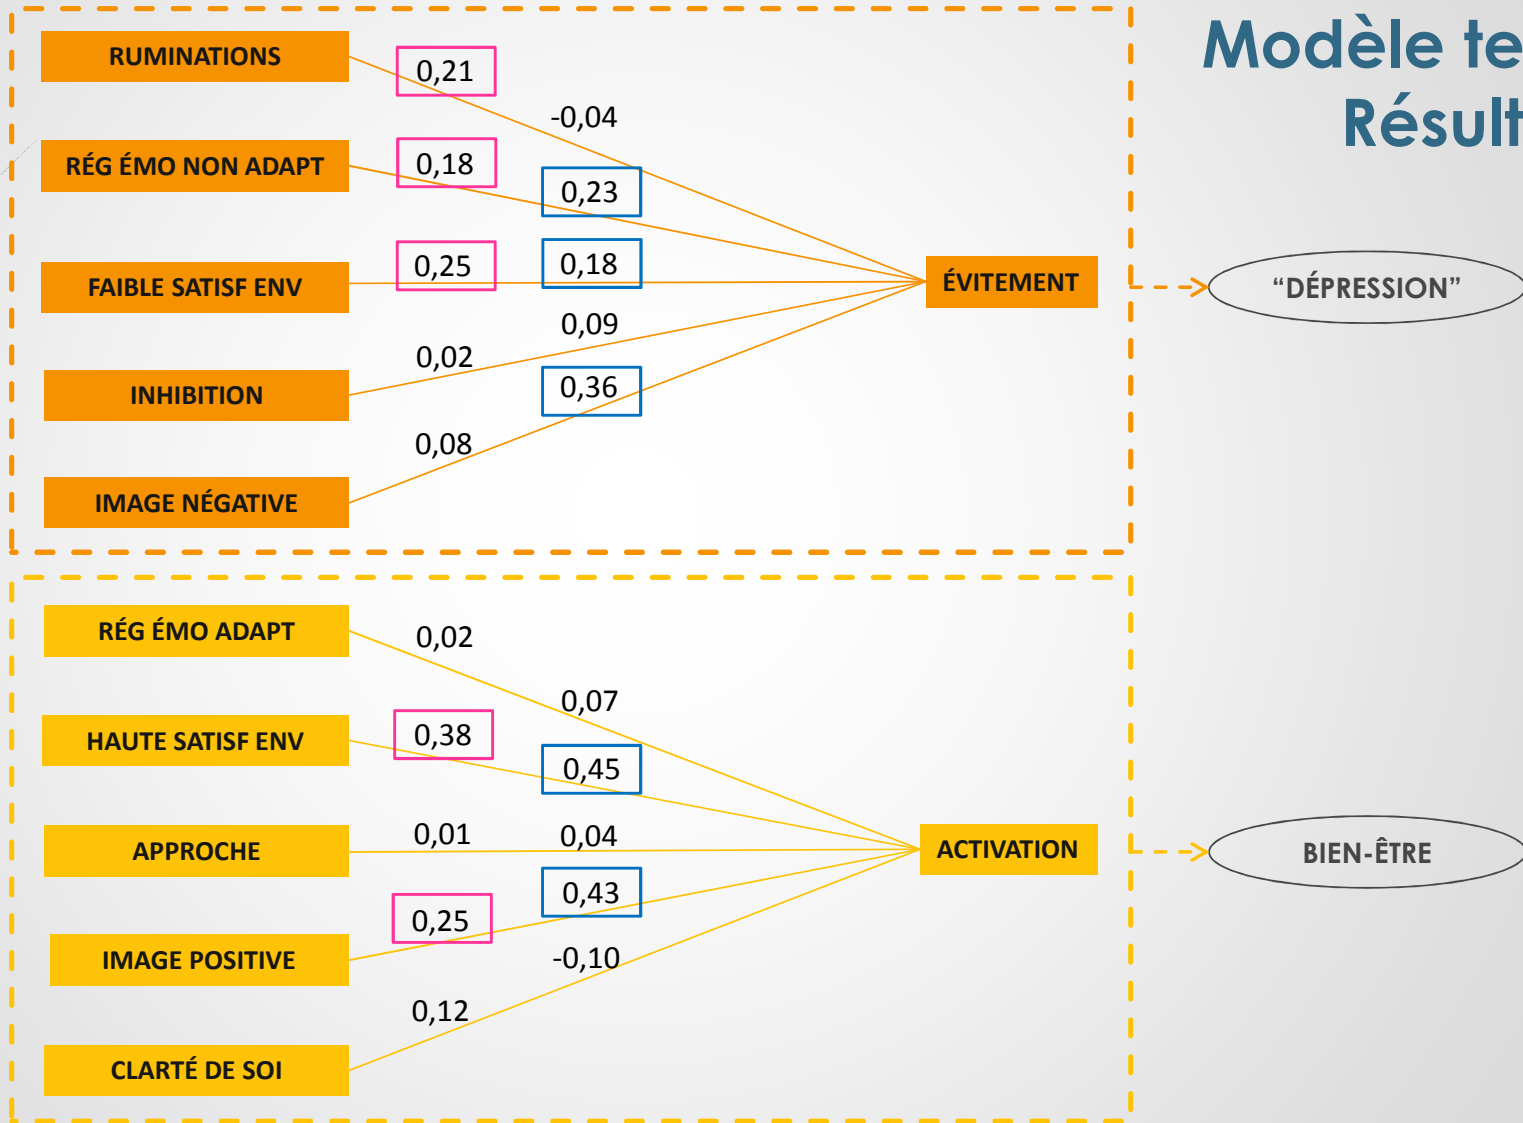 Modèle te
Résult
RUMINATIONS
0,21
-0,04
RÉG ÉMO NON ADAPT
0,18
0,23
FAIBLE SATISF ENV
0,25
0,18
ÉVITEMENT
“DÉPRESSION”
INHIBITION
0,02
0,09
IMAGE NÉGATIVE
0,08
0,36
RÉG ÉMO ADAPT
0,02
0,07
HAUTE SATISF ENV
0,38
0,45
APPROCHE
0,01
0,04
ACTIVATION
BIEN-ÊTRE
IMAGE POSITIVE
0,25
0,43
CLARTÉ DE SOI
0,12
-0,10